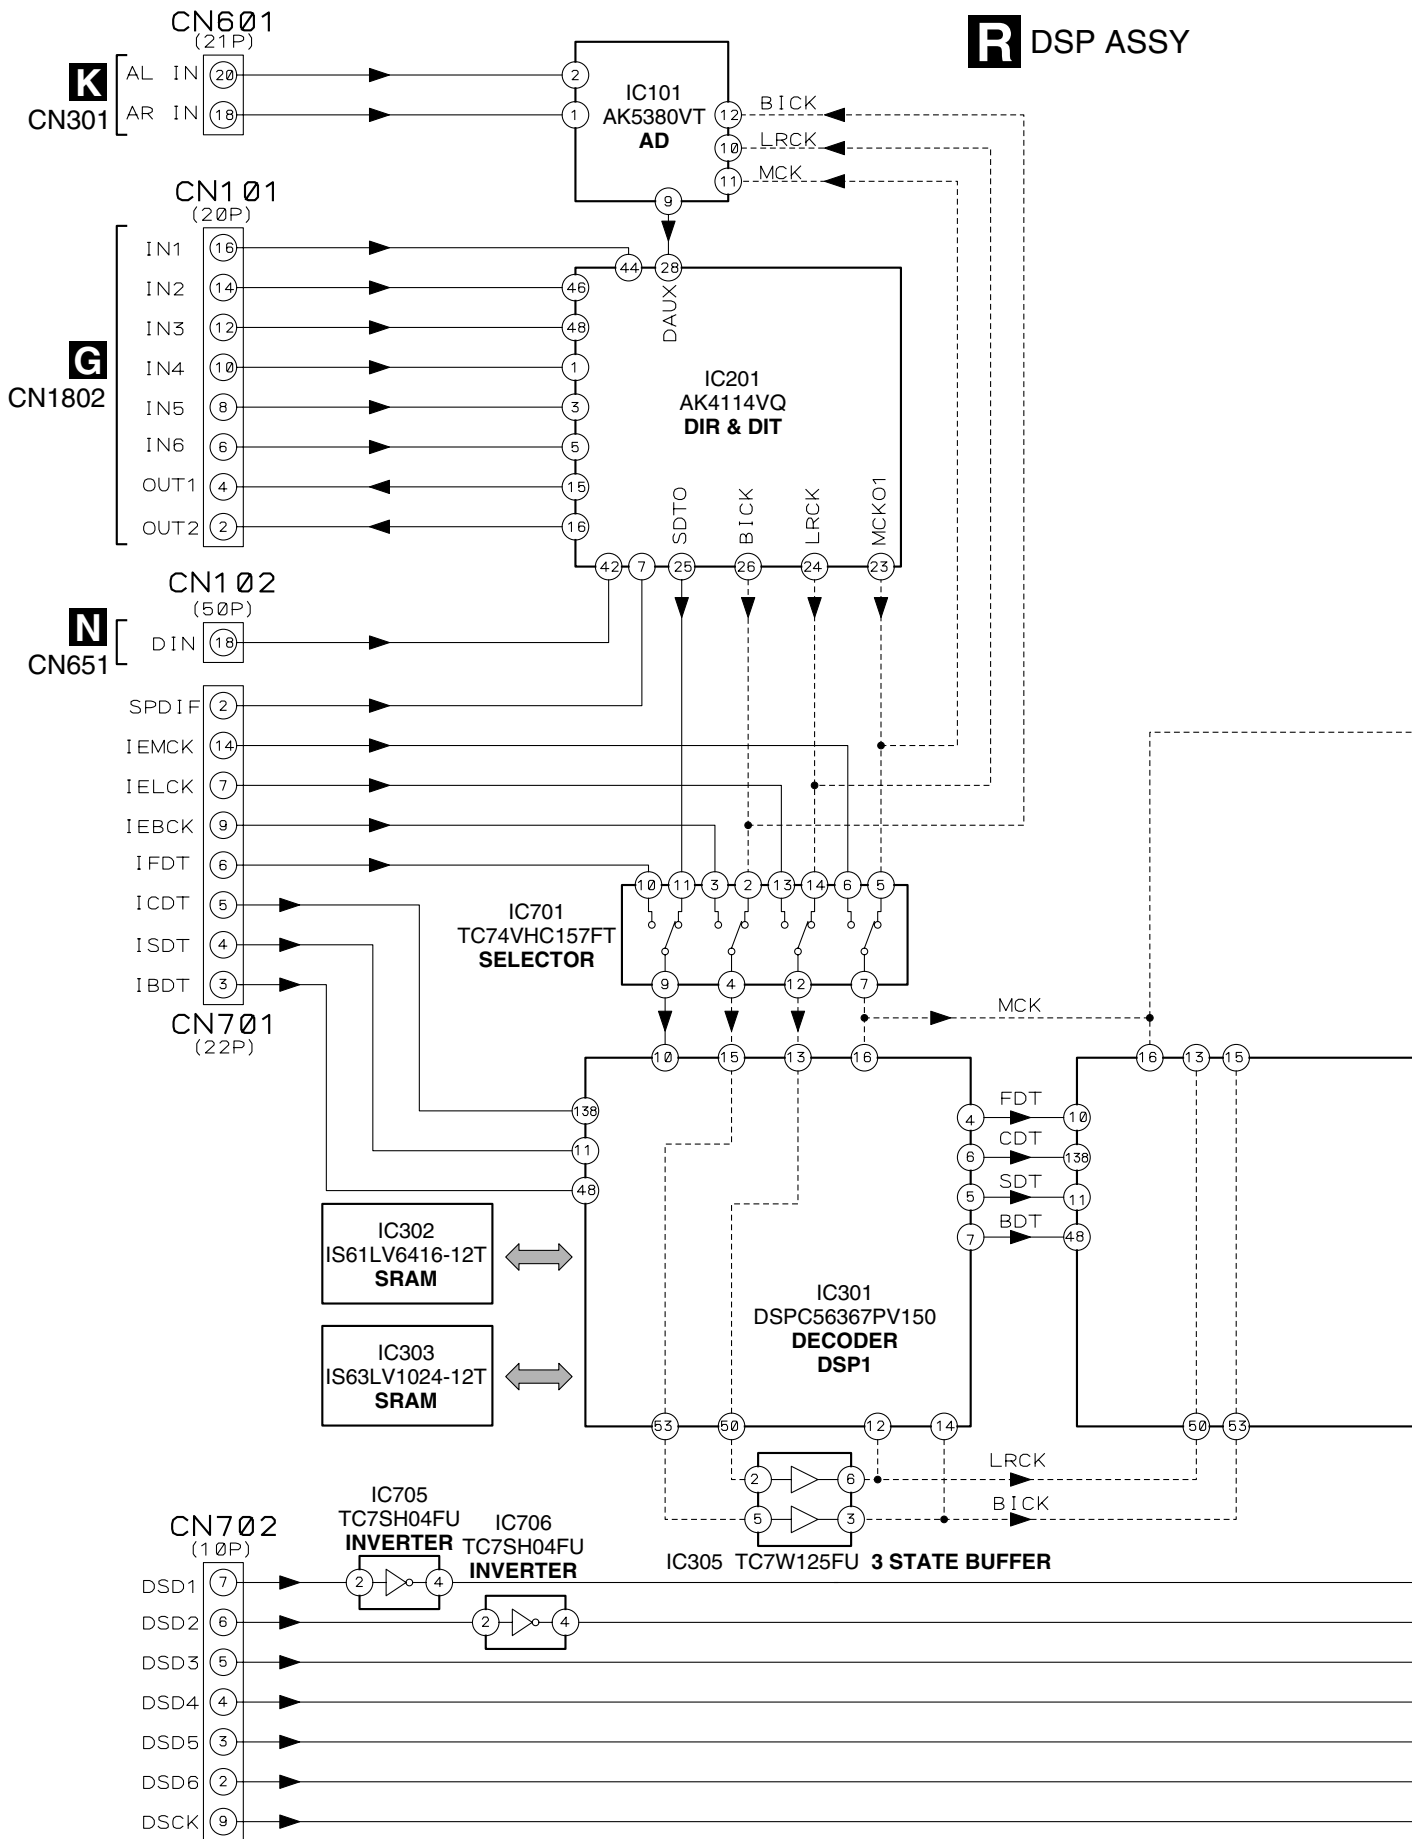 R DSP ASSY
CN601
(21P)
K
CN301
AL IN 20
AR IN 18
2
1
IC101
AK5380VT
AD
12 BICK
10 LRCK
11 MCK
9
CN101
(20P)
G
CN1802
IN1 16
IN2 14
IN3 12
IN4 10
IN5 8
IN6 6
OUT1 4
OUT2 2
44 28
46
48
1
3
5
15
16
DAUX
IC201
AK4114VQ
DIR & DIT
SDTO BICK LRCK MCKO1
42 7 25 26 24 23
CN102
(50P)
N
CN651
DIN 18
SPDIF 2
IEMCK 14
IELCK 7
IEBCK 9
IFDT 6
ICDT 5
ISDT 4
IBDT 3
CN701
(22P)
10 11 3 2 13 14 6 5
IC701
TC74VHC157FT
SELECTOR
9 4 12 7
MCK
10 15 13 16
16 13 15
138
11
48
4 FDT 10
6 CDT 138
5 SDT 11
7 BDT 48
IC302
IS61LV6416-12T
SRAM
IC303
IS63LV1024-12T
SRAM
IC301
DSPC56367PV150
DECODER
DSP1
53 50 12 14
50 53
2 6
LRCK
5 3
BICK
IC305 TC7W125FU 3 STATE BUFFER
IC705
TC7SH04FU
INVERTER
2 4
IC706
TC7SH04FU
INVERTER
2 4
CN702
(10P)
DSD1 7
DSD2 6
DSD3 5
DSD4 4
DSD5 3
DSD6 2
DSCK 9